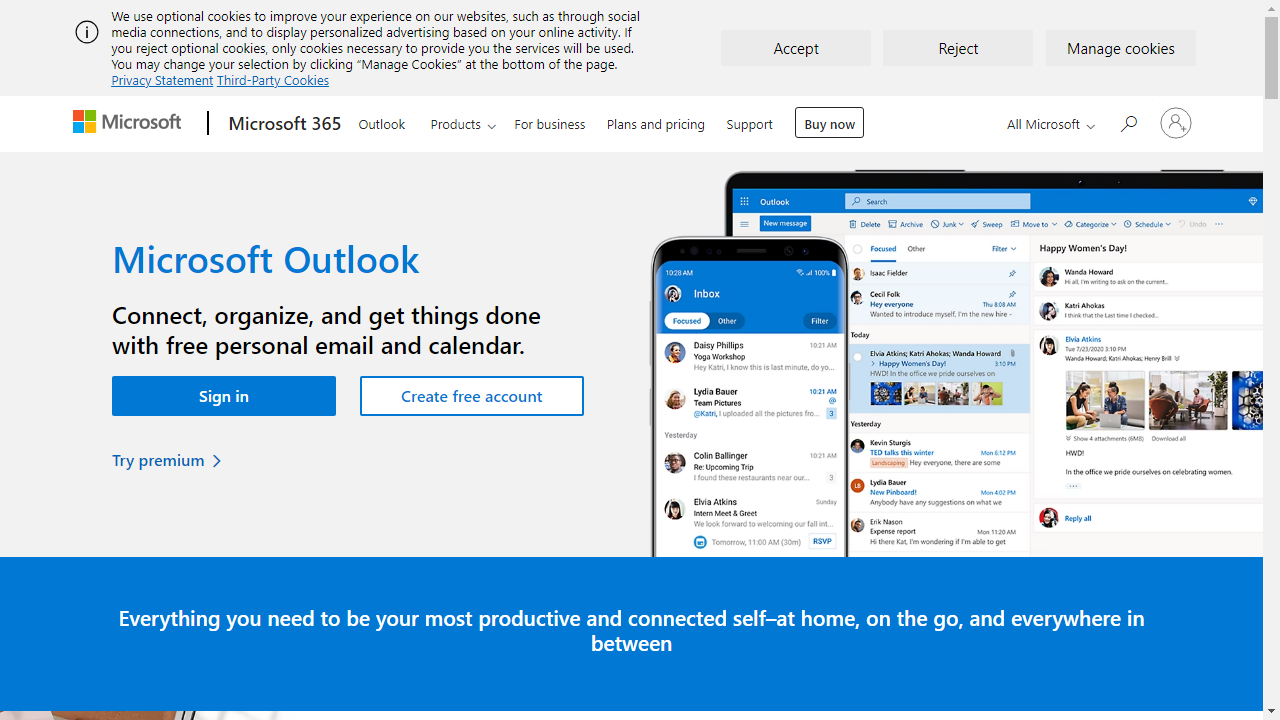 We use optional cookies to improve your experience on our websites, such as through social
media connections, and to display personalized advertising based on your online activity. If
you reject optional cookies, only cookies necessary to provide you the services will be used.
You may change your selection by clicking “Manage Cookies” at the bottom of the page.
Privacy Statement Third-Party Cookies
Accept
Reject
Manage cookies
Microsoft
Microsoft 365
Outlook
Products
For business
Plans and pricing
Support
Buy now
All Microsoft
Microsoft Outlook
Connect, organize, and get things done
with free personal email and calendar.
Sign in
Create free account
Try premium
Outlook
Search
New message
Delete
Archive
Junk
Sweep
Move to
Categorize
Schedule
Undo
Focused
Other
Filter
Isaac Fielder
Cecil Folk
Hey everyone Thu 8:08 AM
Wanted to introduce myself, I'm the new hire -
Today
Elvia Atkins; Katri Ahokas; Wanda Howard
Happy Women's Day! 3:10 PM
HWD! In the office we pride ourselves on
Yesterday
Kevin Sturgis
TED talks this winter Mon 6:12 PM
Landscaping Hey everyone, there are some
LB
Lydia Bauer
New Pinboard! Mon 4:02 PM
Anybody have any suggestions on what we
Erik Nason
Expense report Mon 11:20 AM
Hi there Kat, I'm wondering if I'm able to get
Happy Women's Day!
Wanda Howard
Hi all, I'm writing to ask on the current...
Katri Ahokas
I think that the Last time I checked...
Elvia Atkins
Tue 7/23/2020 3:10 PM
Wanda Howard; Katri Ahokas; Henry Brill
Show 4 attachments (6MB) Download all
HWD!
In the office we pride ourselves on celebrating women.
Reply all
10:28 AM 100%
Inbox
Focused
Other
Filter
Daisy Phillips 10:21 AM
Yoga Workshop
Hey Katri, I know this is last minute, do yo...
Lydia Bauer 10:21 AM
Team Pictures @
@Katri, I uploaded all the pictures fro... 3
Yesterday
Colin Ballinger 10:21 AM
Re: Upcoming Trip
I found these restaurants near our... 3
Elvia Atkins Sunday
Intern Meet & Greet
We look forward to welcoming our fall int...
Tomorrow, 11:00 AM (30m) RSVP
Everything you need to be your most productive and connected self–at home, on the go, and everywhere in
between